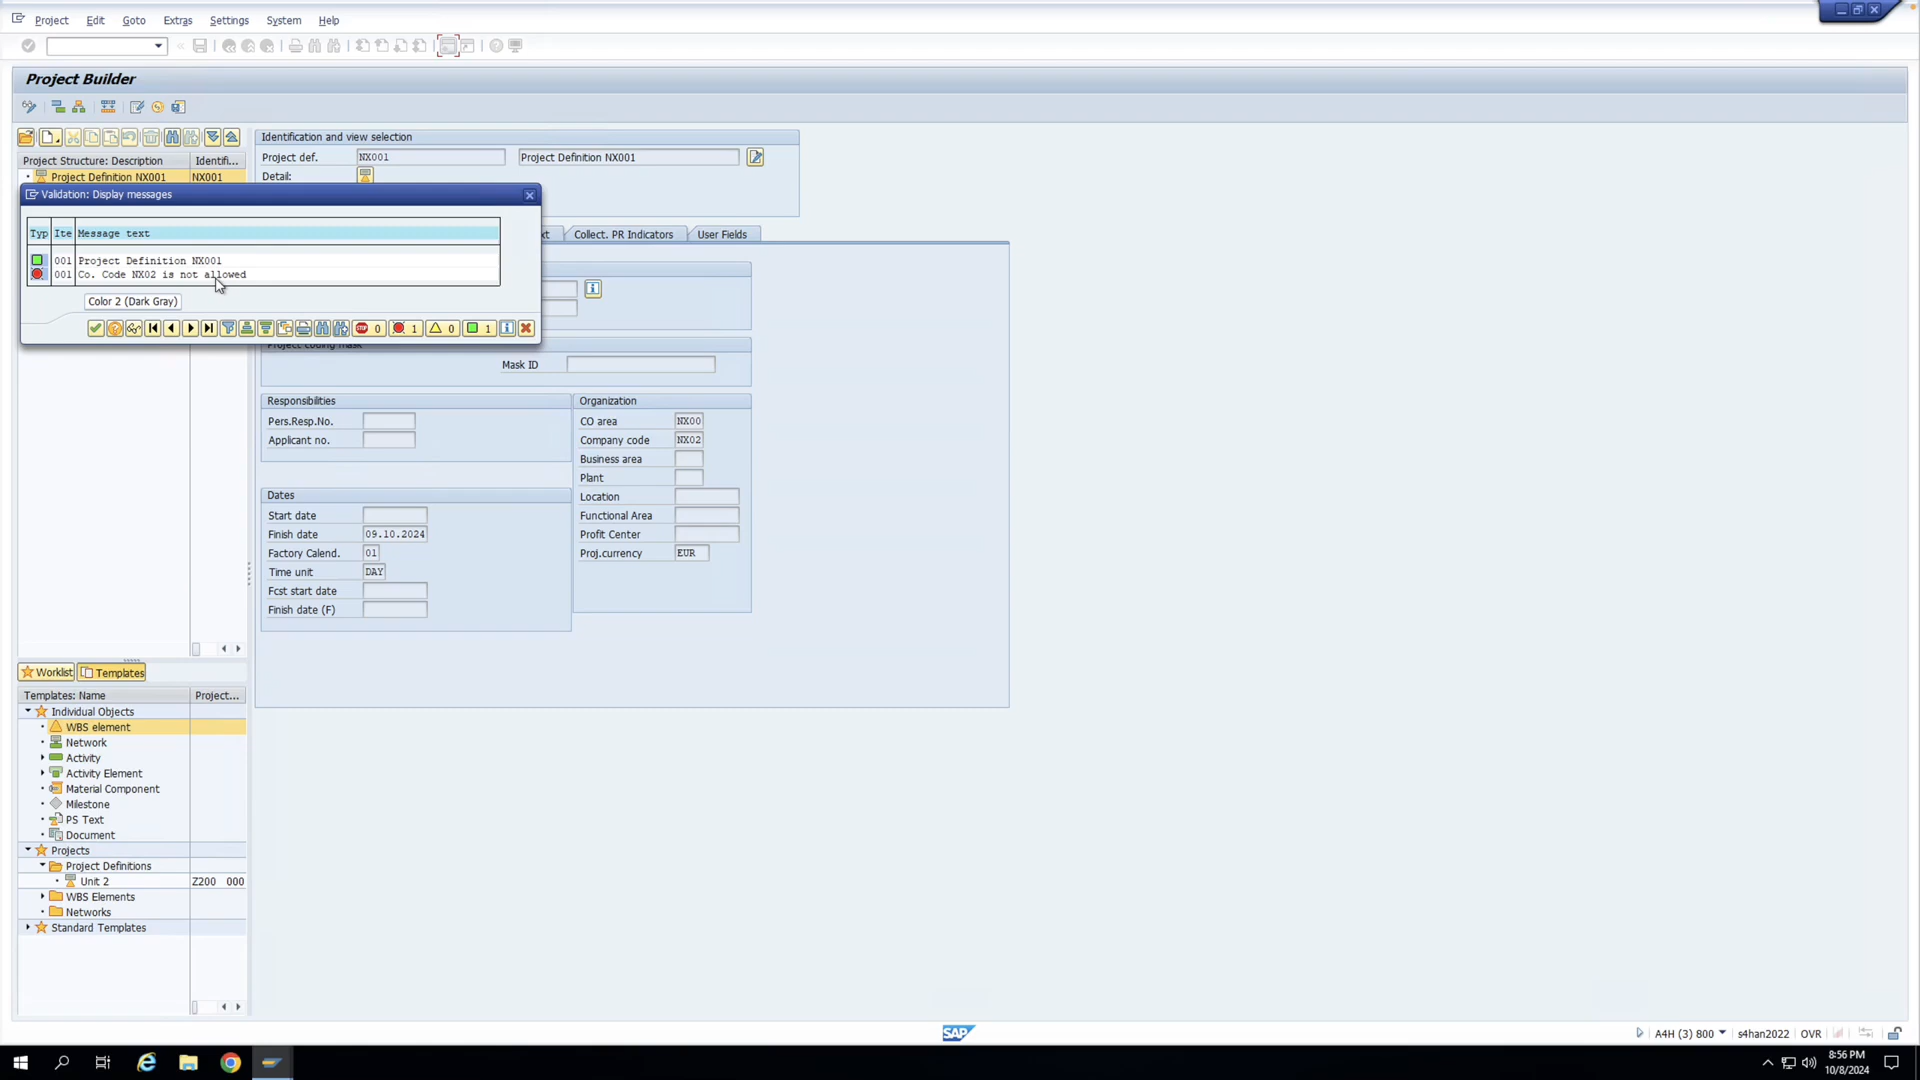 Project Edit Goto Extras Settings System Help
Project Builder
Identification and view selection
Project Structure: Description Identifi...
Project def. NX001 Project Definition NX001
Project Definition NX001 NX001
Detail:
Validation: Display messages
Typ Ite Message text
Collect. PR Indicators User Fields
001 Project Definition NX001
001 Co. Code NX02 is not allowed
Color 2 (Dark Gray)
STOP 0 1 0 1
Project coding mask
Mask ID
Responsibilities
Pers.Resp.No.
Applicant no.
Organization
CO area NX00
Company code NX02
Business area
Plant
Location
Functional Area
Profit Center
Proj.currency EUR
Dates
Start date
Finish date 09.10.2024
Factory Calend. 01
Time unit DAY
Fcst start date
Finish date (F)
Worklist Templates
Templates: Name Project...
Individual Objects
WBS element
Network
Activity
Activity Element
Material Component
Milestone
PS Text
Document
Projects
Project Definitions
Unit 2 Z200 000
WBS Elements
Networks
Standard Templates
SAP
A4H (3) 800 s4han2022 OVR
8:56 PM
10/8/2024